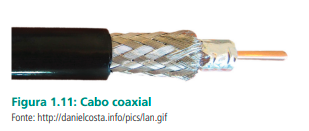 Figura 1.11: Cabo coaxial
Fonte: http://danielcosta.info/pics/lan.gif